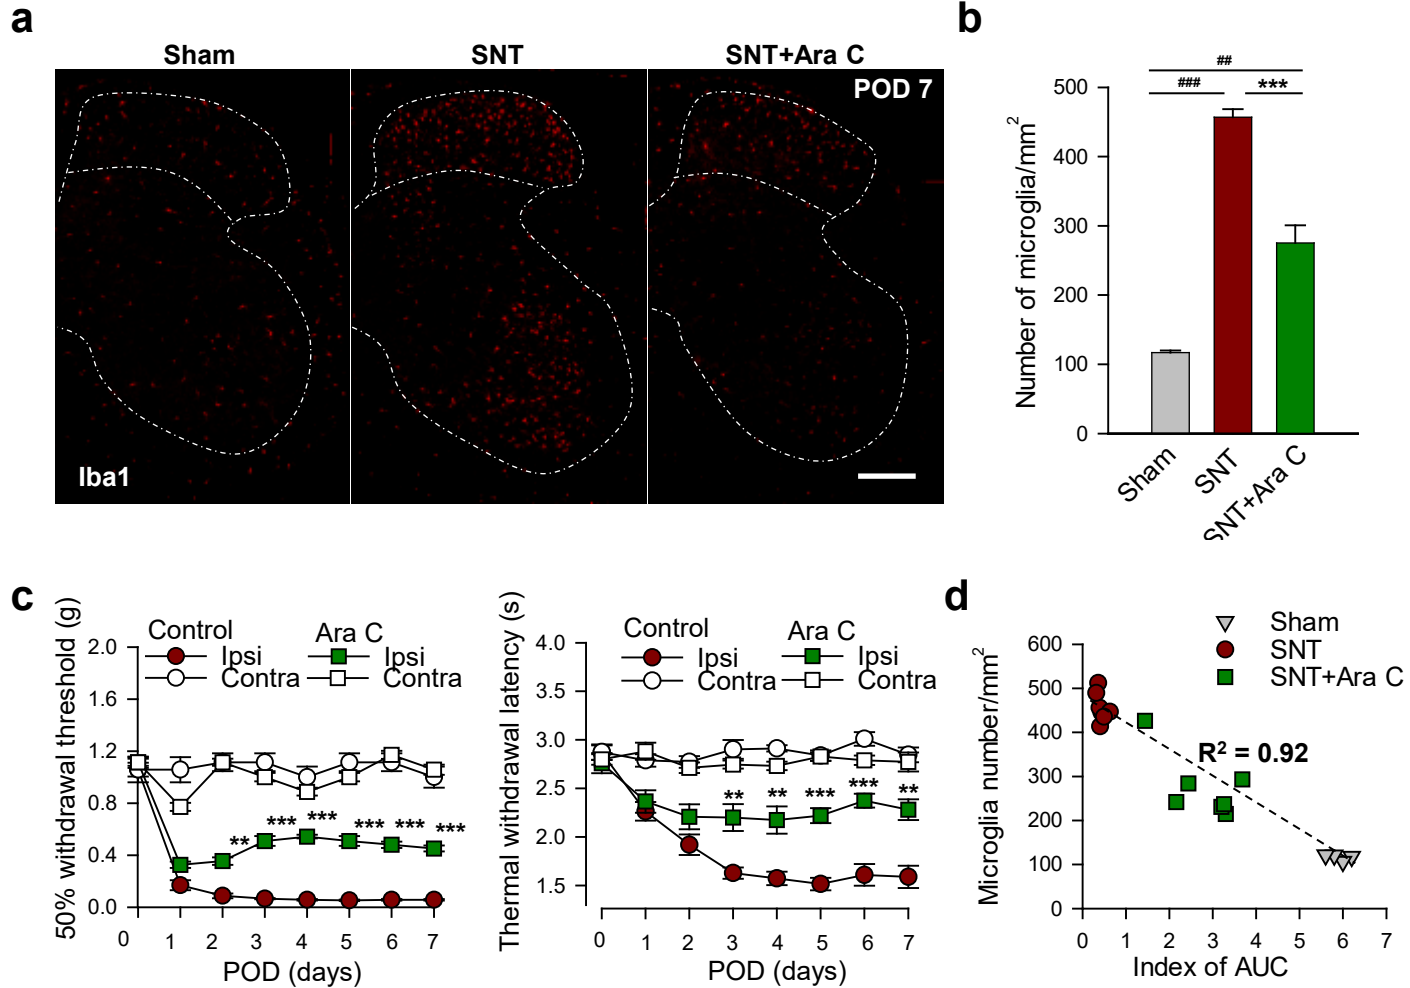 a
Sham
SNT
SNT+Ara C
POD 7
Iba1
b
##
###
***
Number of microglia/mm²
500
400
300
200
100
0
Sham
SNT
SNT+Ara C
c
50% withdrawal threshold (g)
2.0
1.6
1.2
0.8
0.4
0.0
Control
Ara C
Ipsi
Ipsi
Contra
Contra
**
***
***
***
***
***
0 1 2 3 4 5 6 7
POD (days)
Thermal withdrawal latency (s)
4.0
3.5
3.0
2.5
2.0
1.5
Control
Ara C
Ipsi
Ipsi
Contra
Contra
**
**
***
***
**
0 1 2 3 4 5 6 7
POD (days)
d
Sham
SNT
SNT+Ara C
Microglia number/mm²
600
500
400
300
200
100
0
R² = 0.92
0 1 2 3 4 5 6 7
Index of AUC